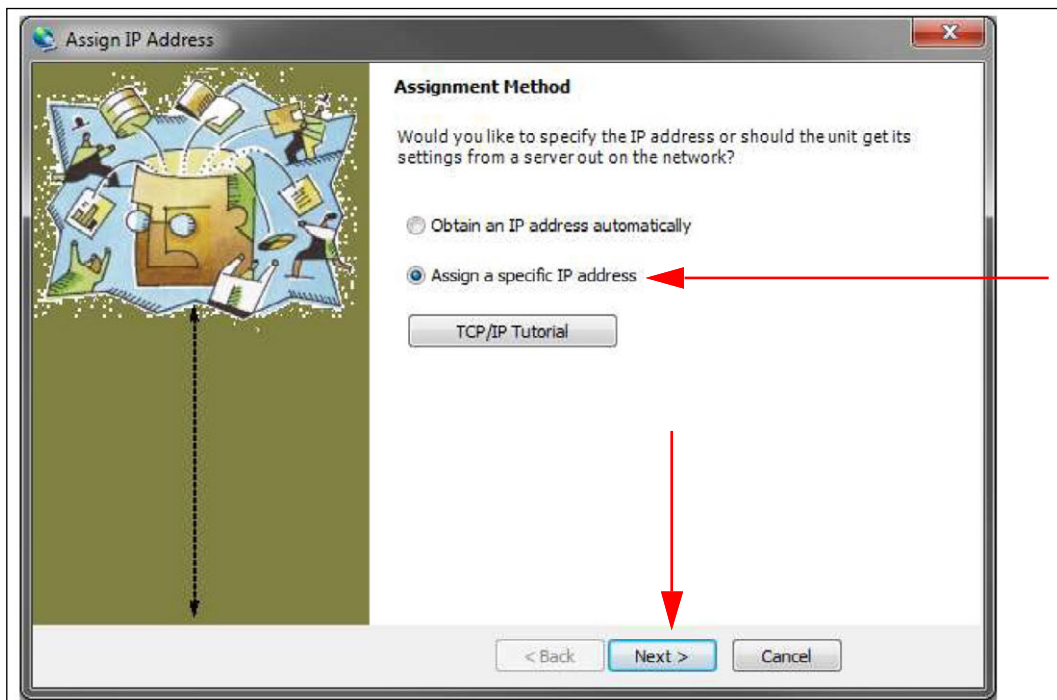 Assign IP Address
Assignment Method
Would you like to specify the IP address or should the unit get its
settings from a server out on the network?
Obtain an IP address automatically
Assign a specific IP address
TCP/IP Tutorial
< Back
Next >
Cancel